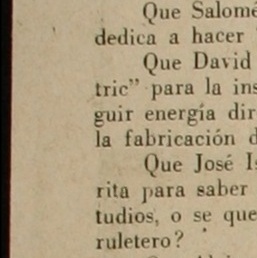 Que Salomé
dedica a hacer
Que David
tric” para la ins
guir energía dir
la fabricación d
Que José Is
rita para saber
tudios, o se que
ruletero?